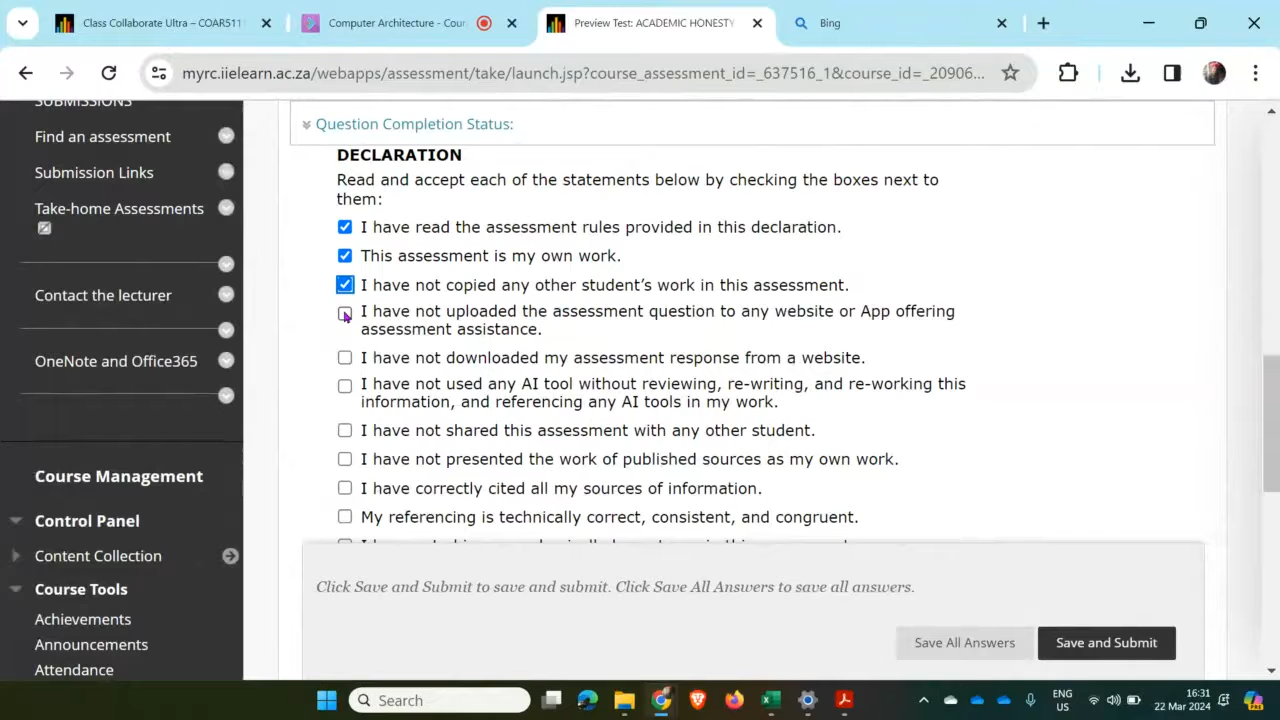 Class Collaborate Ultra – COAR511
Computer Architecture - Cou
Preview Test: ACADEMIC HONESTY
Bing
myrc.iielearn.ac.za/webapps/assessment/take/launch.jsp?course_assessment_id=_637516_1&course_id=_20906...
SUBMISSIONS
Find an assessment
Submission Links
Take-home Assessments
Contact the lecturer
OneNote and Office365
Course Management
Control Panel
Content Collection
Course Tools
Achievements
Announcements
Attendance
Question Completion Status:
DECLARATION
Read and accept each of the statements below by checking the boxes next to
them:
I have read the assessment rules provided in this declaration.
This assessment is my own work.
I have not copied any other student’s work in this assessment.
I have not uploaded the assessment question to any website or App offering
assessment assistance.
I have not downloaded my assessment response from a website.
I have not used any AI tool without reviewing, re-writing, and re-working this
information, and referencing any AI tools in my work.
I have not shared this assessment with any other student.
I have not presented the work of published sources as my own work.
I have correctly cited all my sources of information.
My referencing is technically correct, consistent, and congruent.
Click Save and Submit to save and submit. Click Save All Answers to save all answers.
Save All Answers
Save and Submit
Search
ENG
US
16:31
22 Mar 2024